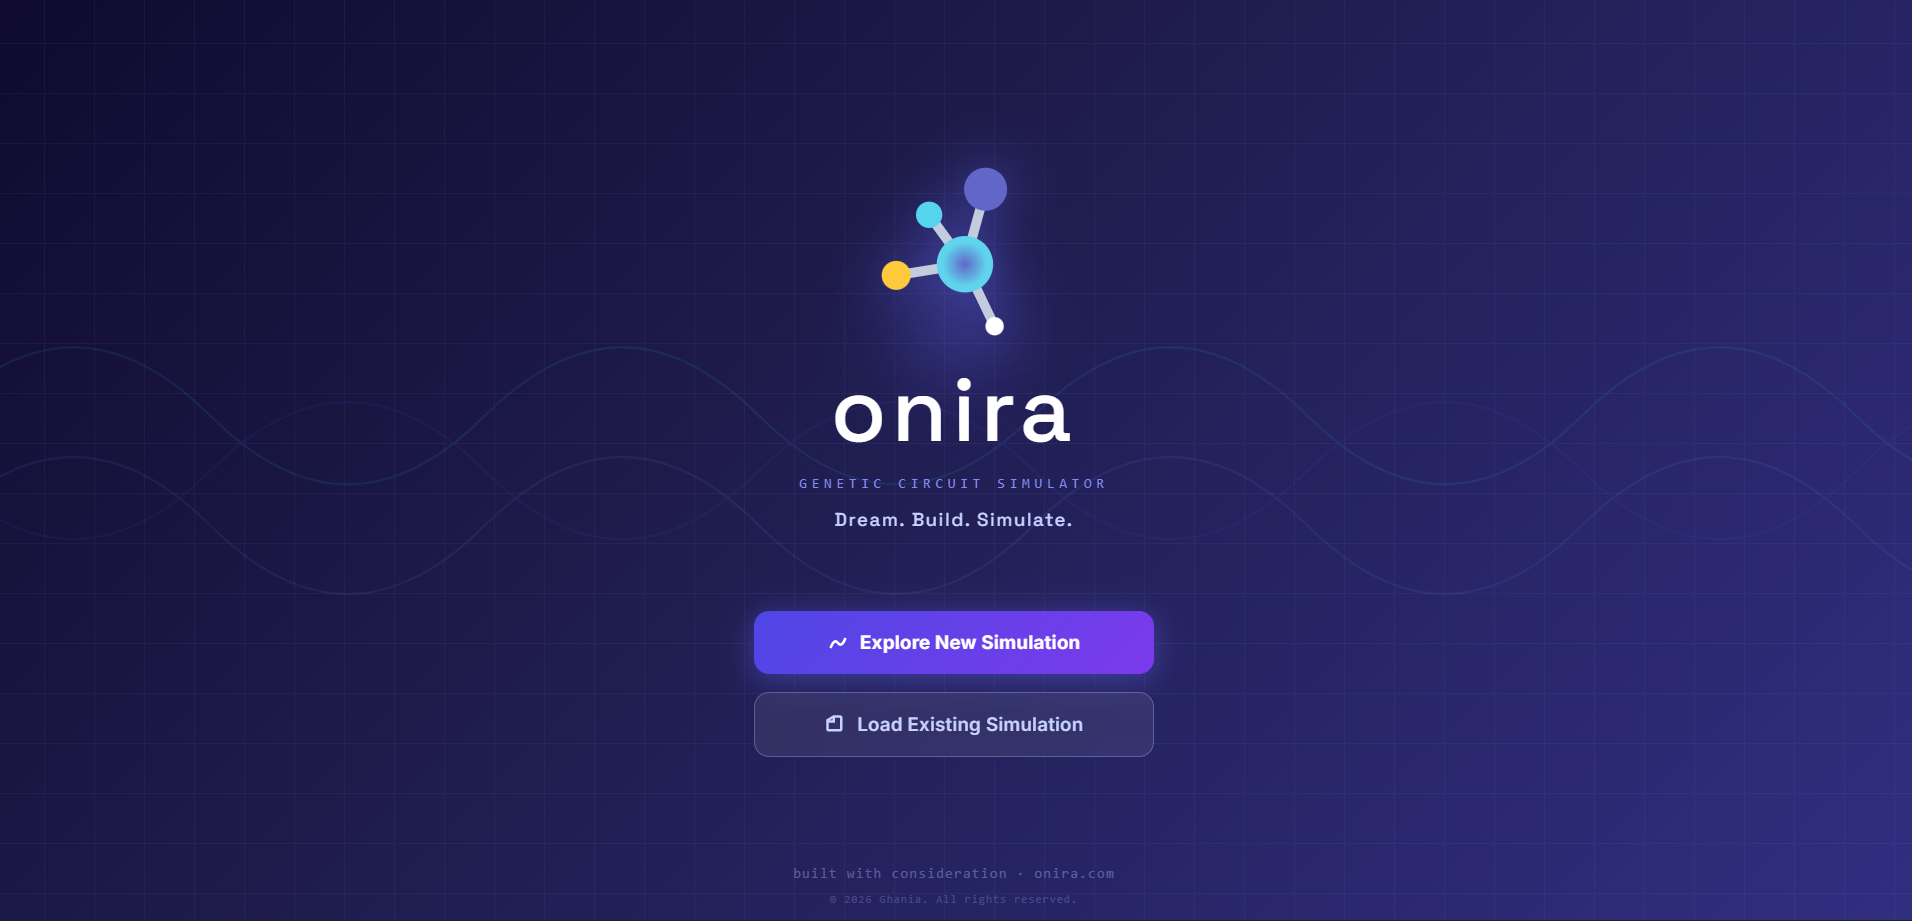 onira
GENETIC CIRCUIT SIMULATOR
Dream. Build. Simulate.
Explore New Simulation
Load Existing Simulation
built with consideration · onira.com
© 2026 Ghania. All rights reserved.